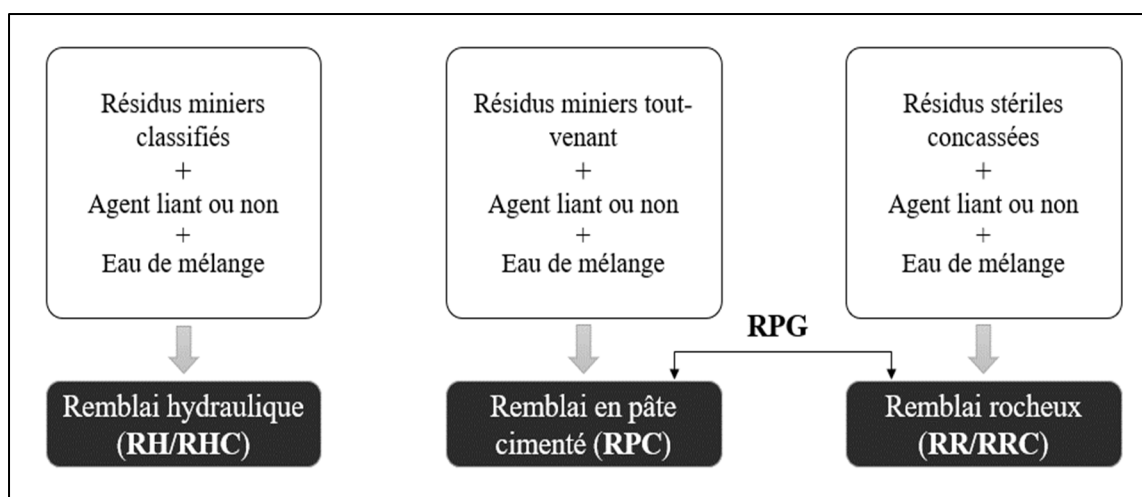 Résidus miniers
classifiés
+
Agent liant ou non
+
Eau de mélange
Remblai hydraulique
(RH/RHC)
Résidus miniers tout-
venant
+
Agent liant ou non
+
Eau de mélange
Remblai en pâte
cimenté (RPC)
RPG
Résidus stériles
concassées
+
Agent liant ou non
+
Eau de mélange
Remblai rocheux
(RR/RRC)